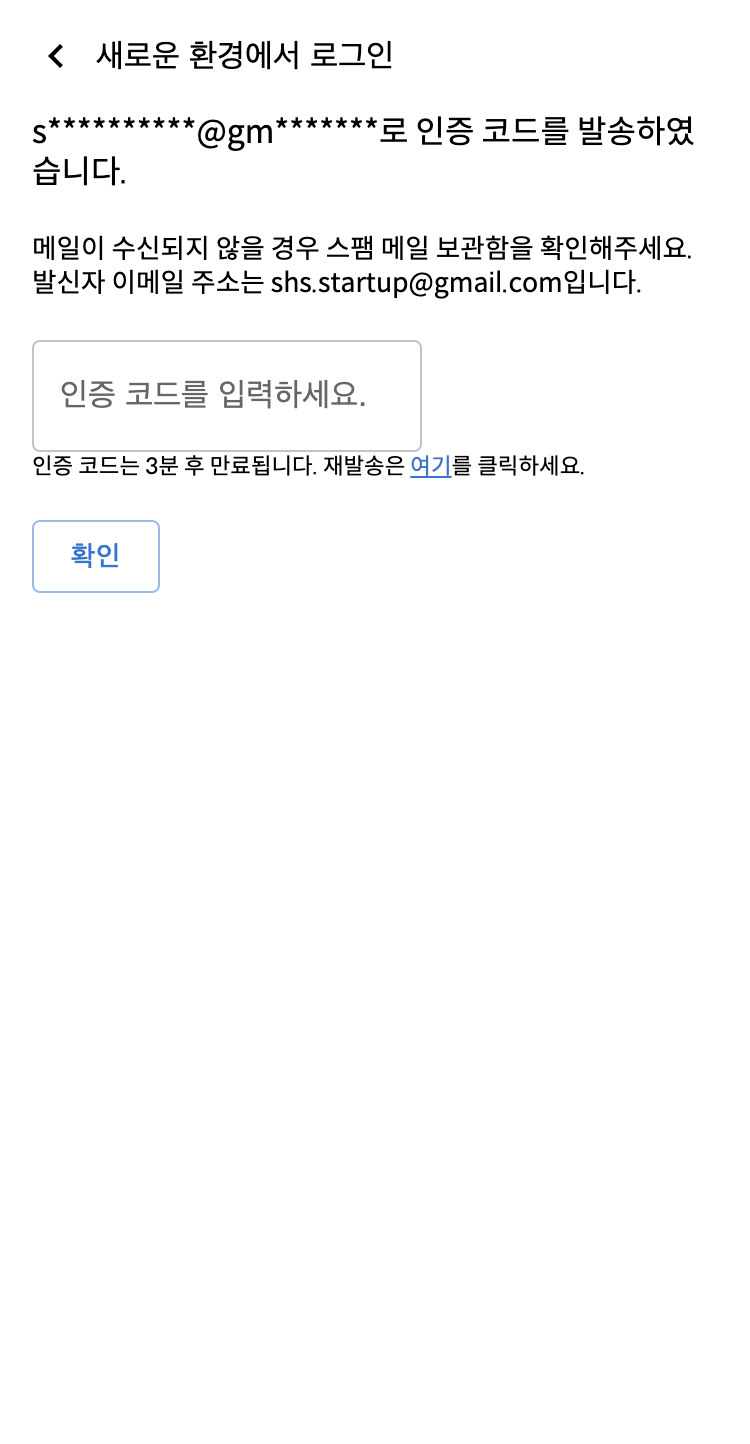 새로운 환경에서 로그인
s**********@gm*******로 인증 코드를 발송하였
습니다.
메일이 수신되지 않을 경우 스팸 메일 보관함을 확인해주세요.
발신자 이메일 주소는 shs.startup@gmail.com입니다.
인증 코드를 입력하세요.
인증 코드는 3분 후 만료됩니다. 재발송은 여기를 클릭하세요.
확인